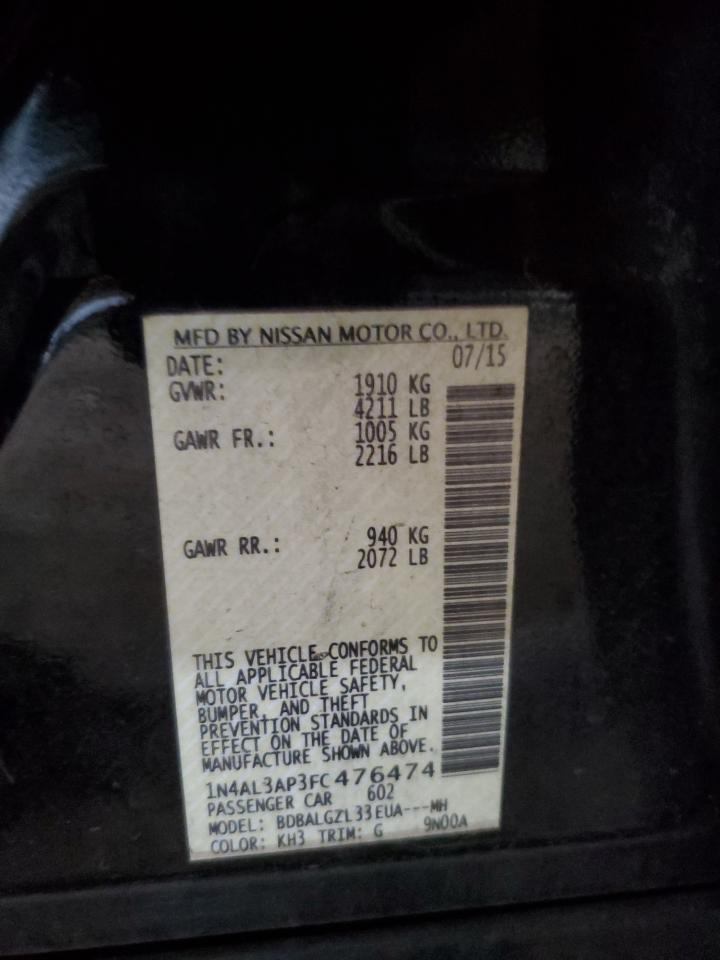 MFD BY NISSAN MOTOR CO., LTD.
DATE: 07/15
GVWR: 1910 KG
4211 LB
GAWR FR.: 1005 KG
2216 LB
GAWR RR.: 940 KG
2072 LB
THIS VEHICLE CONFORMS TO
ALL APPLICABLE FEDERAL
MOTOR VEHICLE SAFETY,
BUMPER, AND THEFT
PREVENTION STANDARDS IN
EFFECT ON THE DATE OF
MANUFACTURE SHOWN ABOVE.
1N4AL3AP3FC476474
PASSENGER CAR 602
MODEL: BDBALGZL33EUA---MH
COLOR: KH3 TRIM: G 9N00A